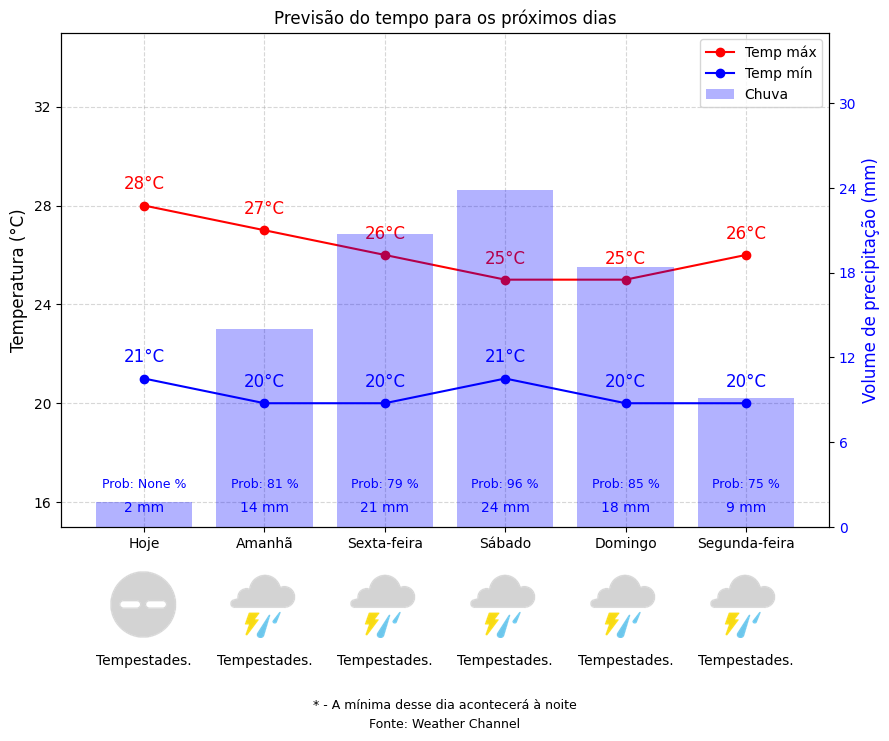 Previsão do tempo para os próximos dias
Temp máx
Temp mín
Chuva
Temperatura (°C)
32
28
24
20
16
Volume de precipitação (mm)
30
24
18
12
6
0
28°C
27°C
26°C
25°C
25°C
26°C
21°C
20°C
20°C
21°C
20°C
20°C
Prob: None %
Prob: 81 %
Prob: 79 %
Prob: 96 %
Prob: 85 %
Prob: 75 %
2 mm
14 mm
21 mm
24 mm
18 mm
9 mm
Hoje
Amanhã
Sexta-feira
Sábado
Domingo
Segunda-feira
Tempestades.
Tempestades.
Tempestades.
Tempestades.
Tempestades.
Tempestades.
* - A mínima desse dia acontecerá à noite
Fonte: Weather Channel